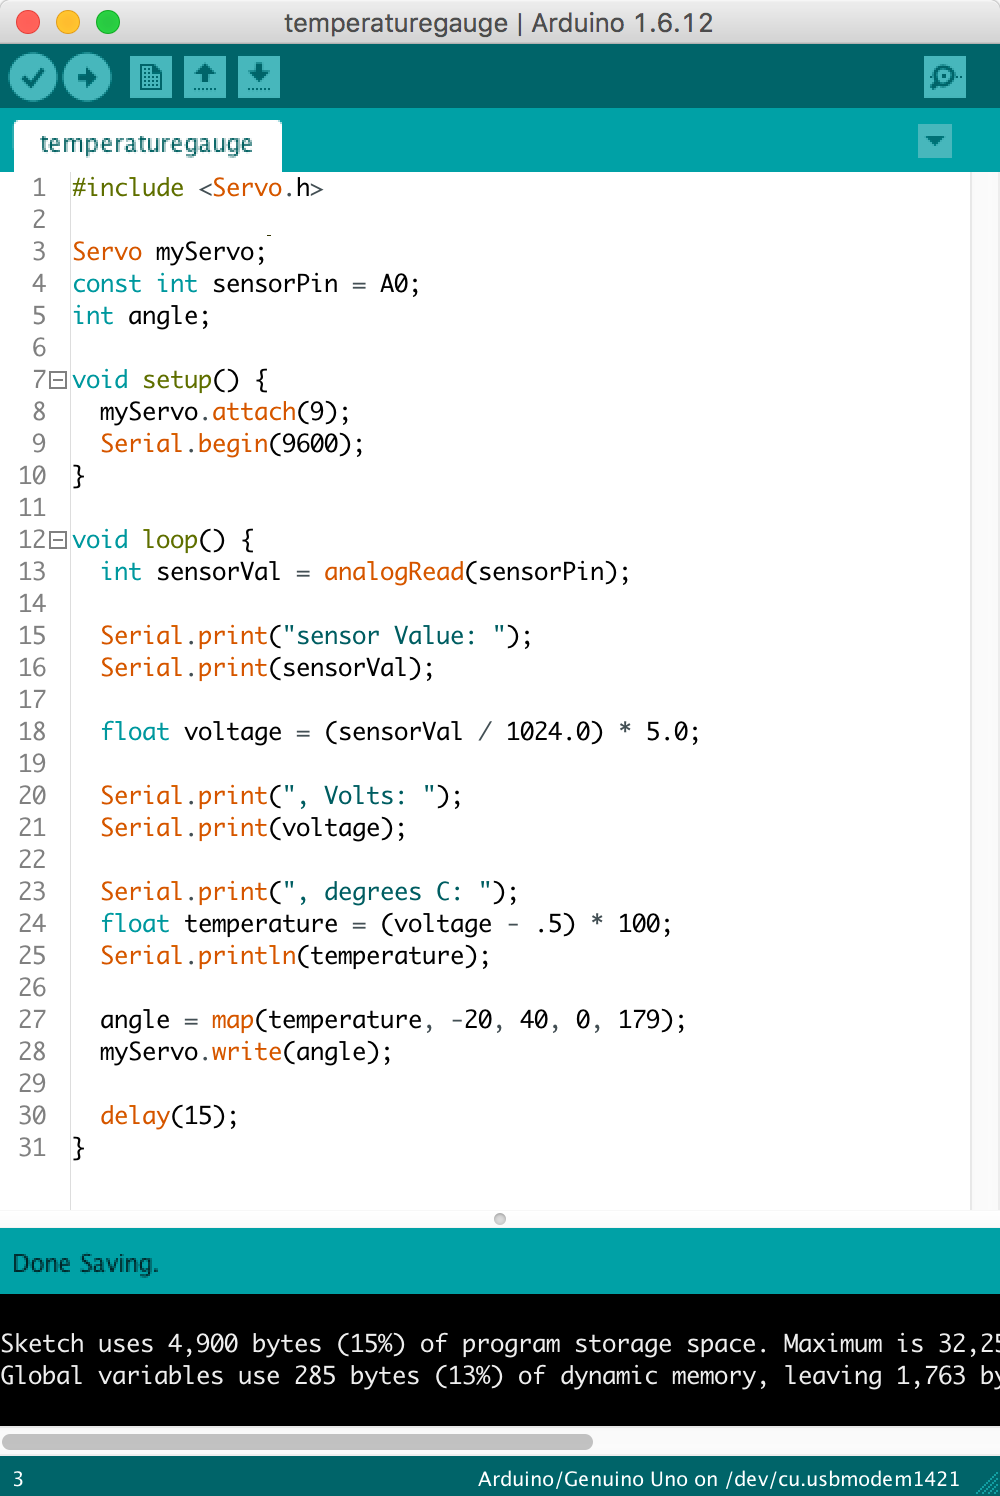 temperaturegauge | Arduino 1.6.12
temperaturegauge
1 #include <Servo.h>
2
3 Servo myServo;
4 const int sensorPin = A0;
5 int angle;
6
7 void setup() {
8   myServo.attach(9);
9   Serial.begin(9600);
10 }
11
12 void loop() {
13   int sensorVal = analogRead(sensorPin);
14
15   Serial.print("sensor Value: ");
16   Serial.print(sensorVal);
17
18   float voltage = (sensorVal / 1024.0) * 5.0;
19
20   Serial.print(", Volts: ");
21   Serial.print(voltage);
22
23   Serial.print(", degrees C: ");
24   float temperature = (voltage - .5) * 100;
25   Serial.println(temperature);
26
27   angle = map(temperature, -20, 40, 0, 179);
28   myServo.write(angle);
29
30   delay(15);
31 }
Done Saving.
Sketch uses 4,900 bytes (15%) of program storage space. Maximum is 32,25
Global variables use 285 bytes (13%) of dynamic memory, leaving 1,763 by
3 Arduino/Genuino Uno on /dev/cu.usbmodem1421